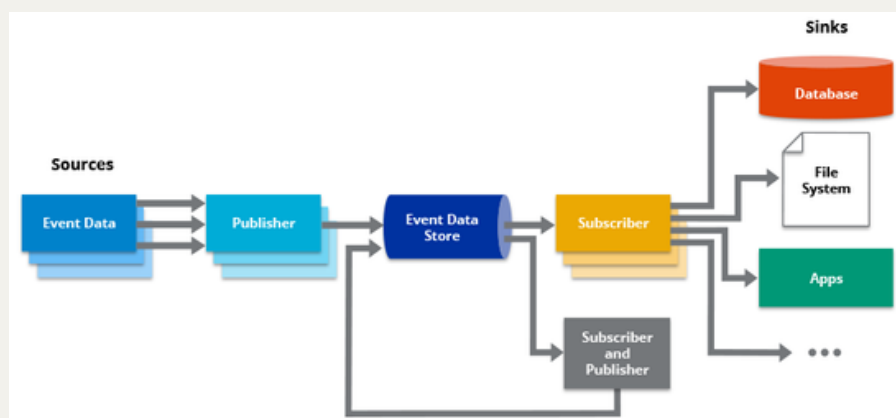 Sinks
Database
Sources
File
System
Event Data
Publisher
Event Data
Store
Subscriber
Apps
Subscriber
and
Publisher